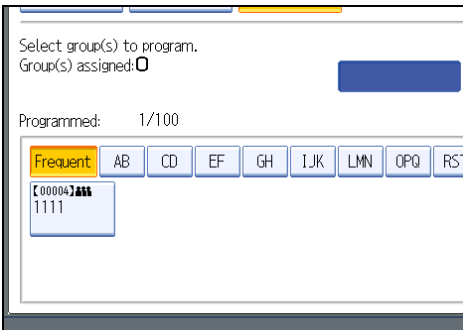 Select group(s) to program.
Group(s) assigned:0
Programmed: 1/100
Frequent AB CD EF GH IJK LMN OPQ RST
【00004】
1111